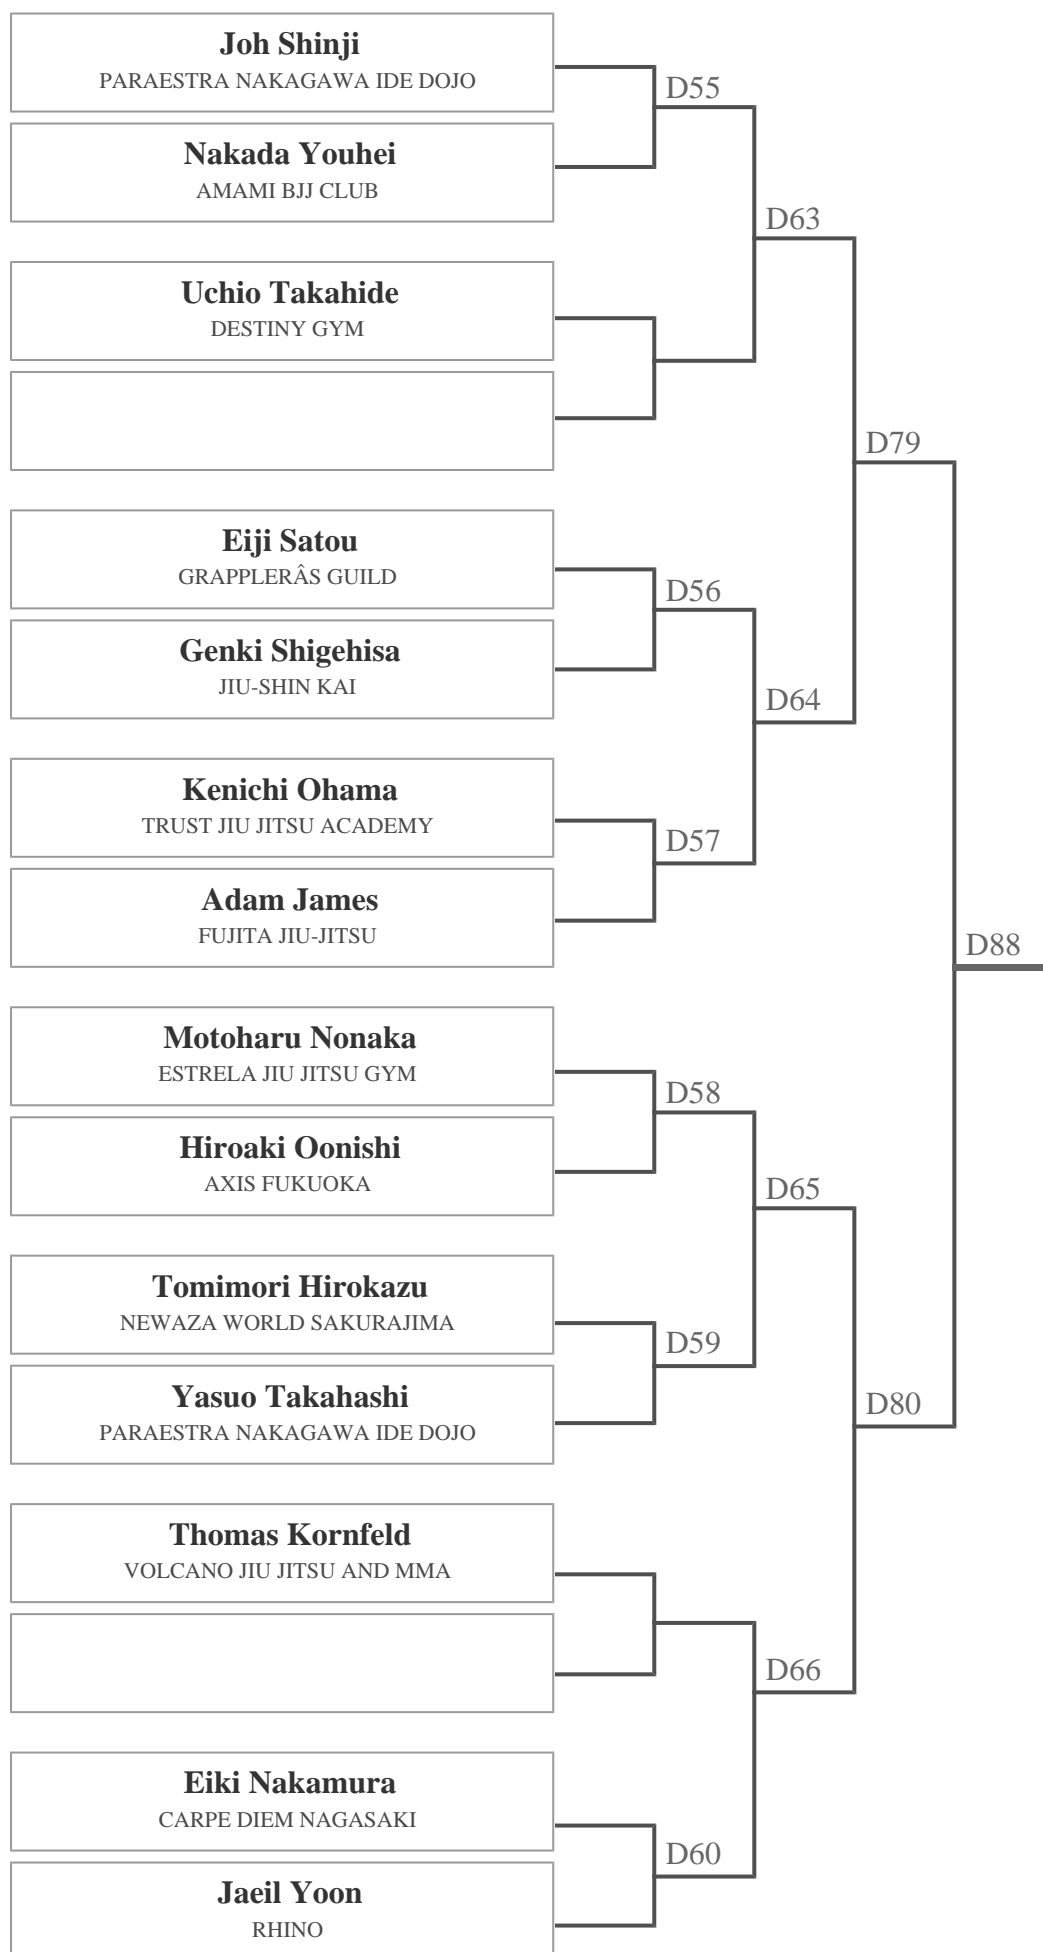 Joh Shinji
PARAESTRA NAKAGAWA IDE DOJO
D55
Nakada Youhei
AMAMI BJJ CLUB
D63
Uchio Takahide
DESTINY GYM
D79
Eiji Satou
GRAPPLERÂS GUILD
D56
Genki Shigehisa
JIU-SHIN KAI
D64
Kenichi Ohama
TRUST JIU JITSU ACADEMY
D57
Adam James
FUJITA JIU-JITSU
D88
Motoharu Nonaka
ESTRELA JIU JITSU GYM
D58
Hiroaki Oonishi
AXIS FUKUOKA
D65
Tomimori Hirokazu
NEWAZA WORLD SAKURAJIMA
D59
Yasuo Takahashi
PARAESTRA NAKAGAWA IDE DOJO
D80
Thomas Kornfeld
VOLCANO JIU JITSU AND MMA
D66
Eiki Nakamura
CARPE DIEM NAGASAKI
D60
Jaeil Yoon
RHINO